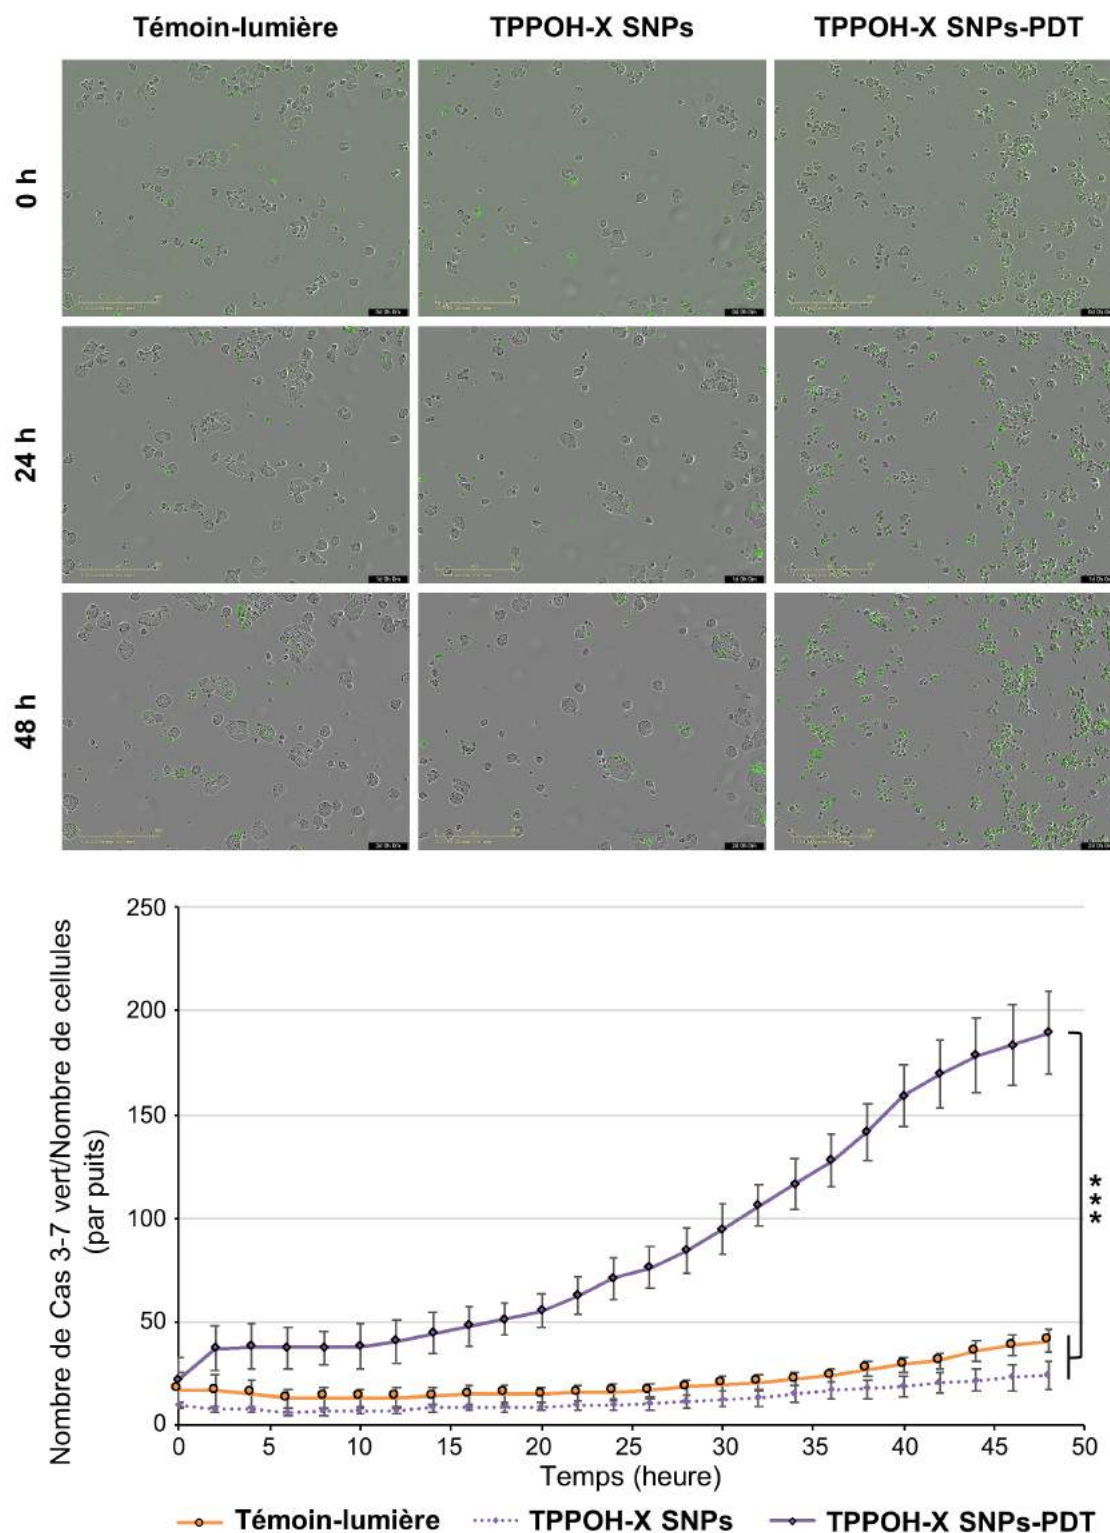 Témoin-lumière
TPPOH-X SNPs
TPPOH-X SNPs-PDT
0 h
24 h
48 h
Nombre de Cas 3-7 vert/Nombre de cellules
(par puits)
250
200
150
100
50
0
0
5
10
15
20
25
30
35
40
45
50
Temps (heure)
***
Témoin-lumière
TPPOH-X SNPs
TPPOH-X SNPs-PDT